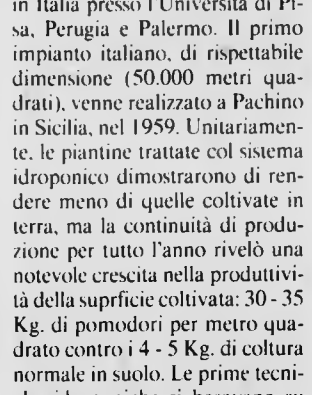 in Italia presso l'Università di Pi-
sa, Perugia e Palermo. Il primo
impianto italiano, di rispettabile
dimensione (50.000 metri qua-
drati), venne realizzato a Pachino
in Sicilia, nel 1959. Unitariamen-
te, le piantine trattate col sistema
idroponico dimostrarono di ren-
dere meno di quelle coltivate in
terra, ma la continuità di produ-
zione per tutto l'anno rivelò una
notevole crescita nella produttivi-
tà della suprficie coltivata: 30 - 35
Kg. di pomodori per metro qua-
drato contro i 4 - 5 Kg. di coltura
normale in suolo. Le prime tecni-